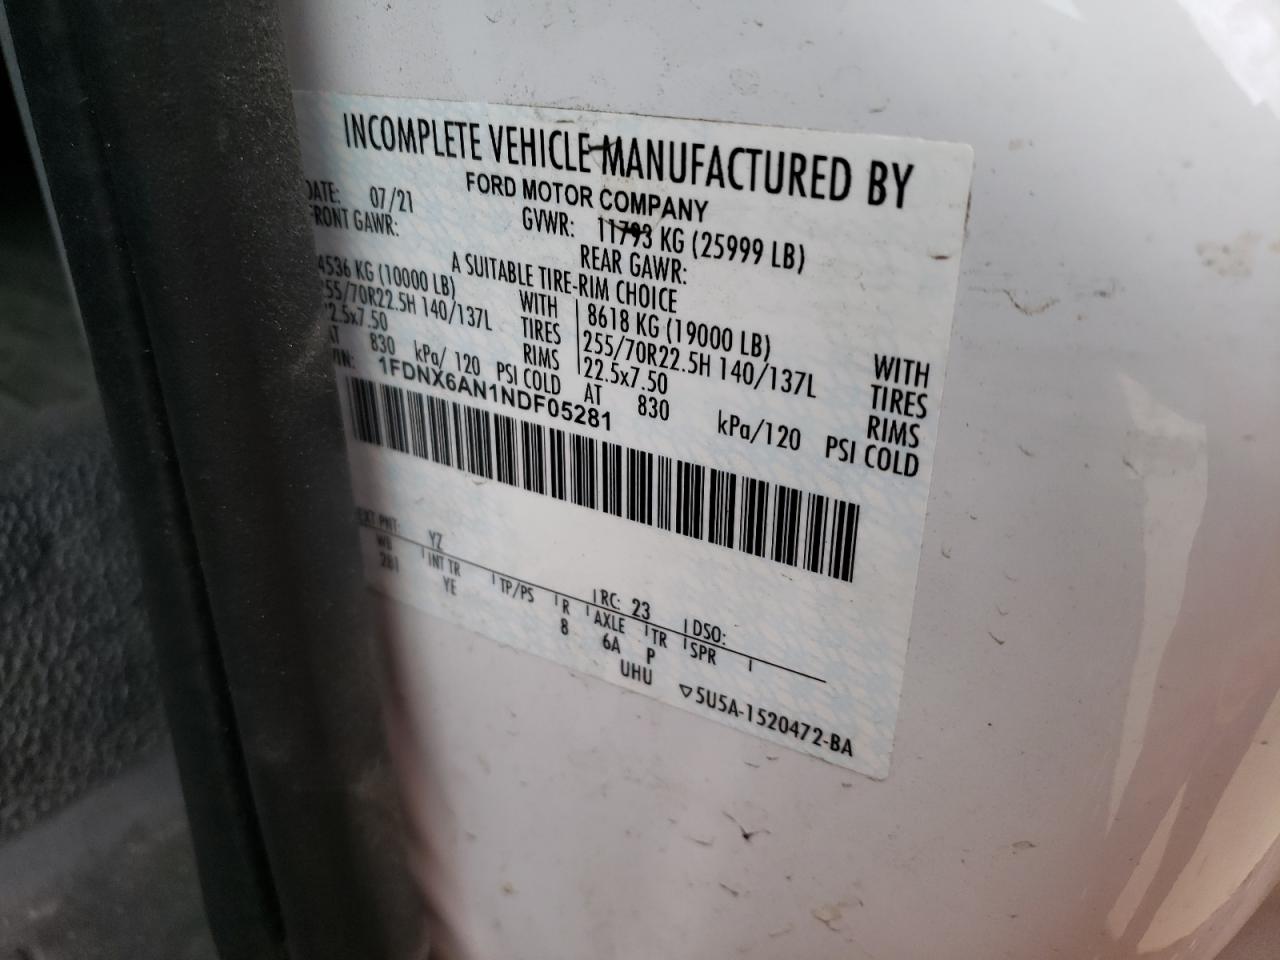 INCOMPLETE VEHICLE MANUFACTURED BY
FORD MOTOR COMPANY
DATE: 07/21 GVWR: 11793 KG (25999 LB)
FRONT GAWR: REAR GAWR:
A SUITABLE TIRE-RIM CHOICE
4536 KG (10000 LB) WITH 8618 KG (19000 LB) WITH
255/70R22.5H 140/137L TIRES 255/70R22.5H 140/137L TIRES
22.5x7.50 RIMS 22.5x7.50 RIMS
AT 830 kPa/ 120 PSI COLD AT 830 kPa/120 PSI COLD
VIN: 1FDNX6AN1NDF05281
EXT PNT: YZ RC: 23 DSO:
WB INT TR TP/PS R AXLE TR SPR
281 YE 8 6A P
UHU ▽5U5A-1520472-BA